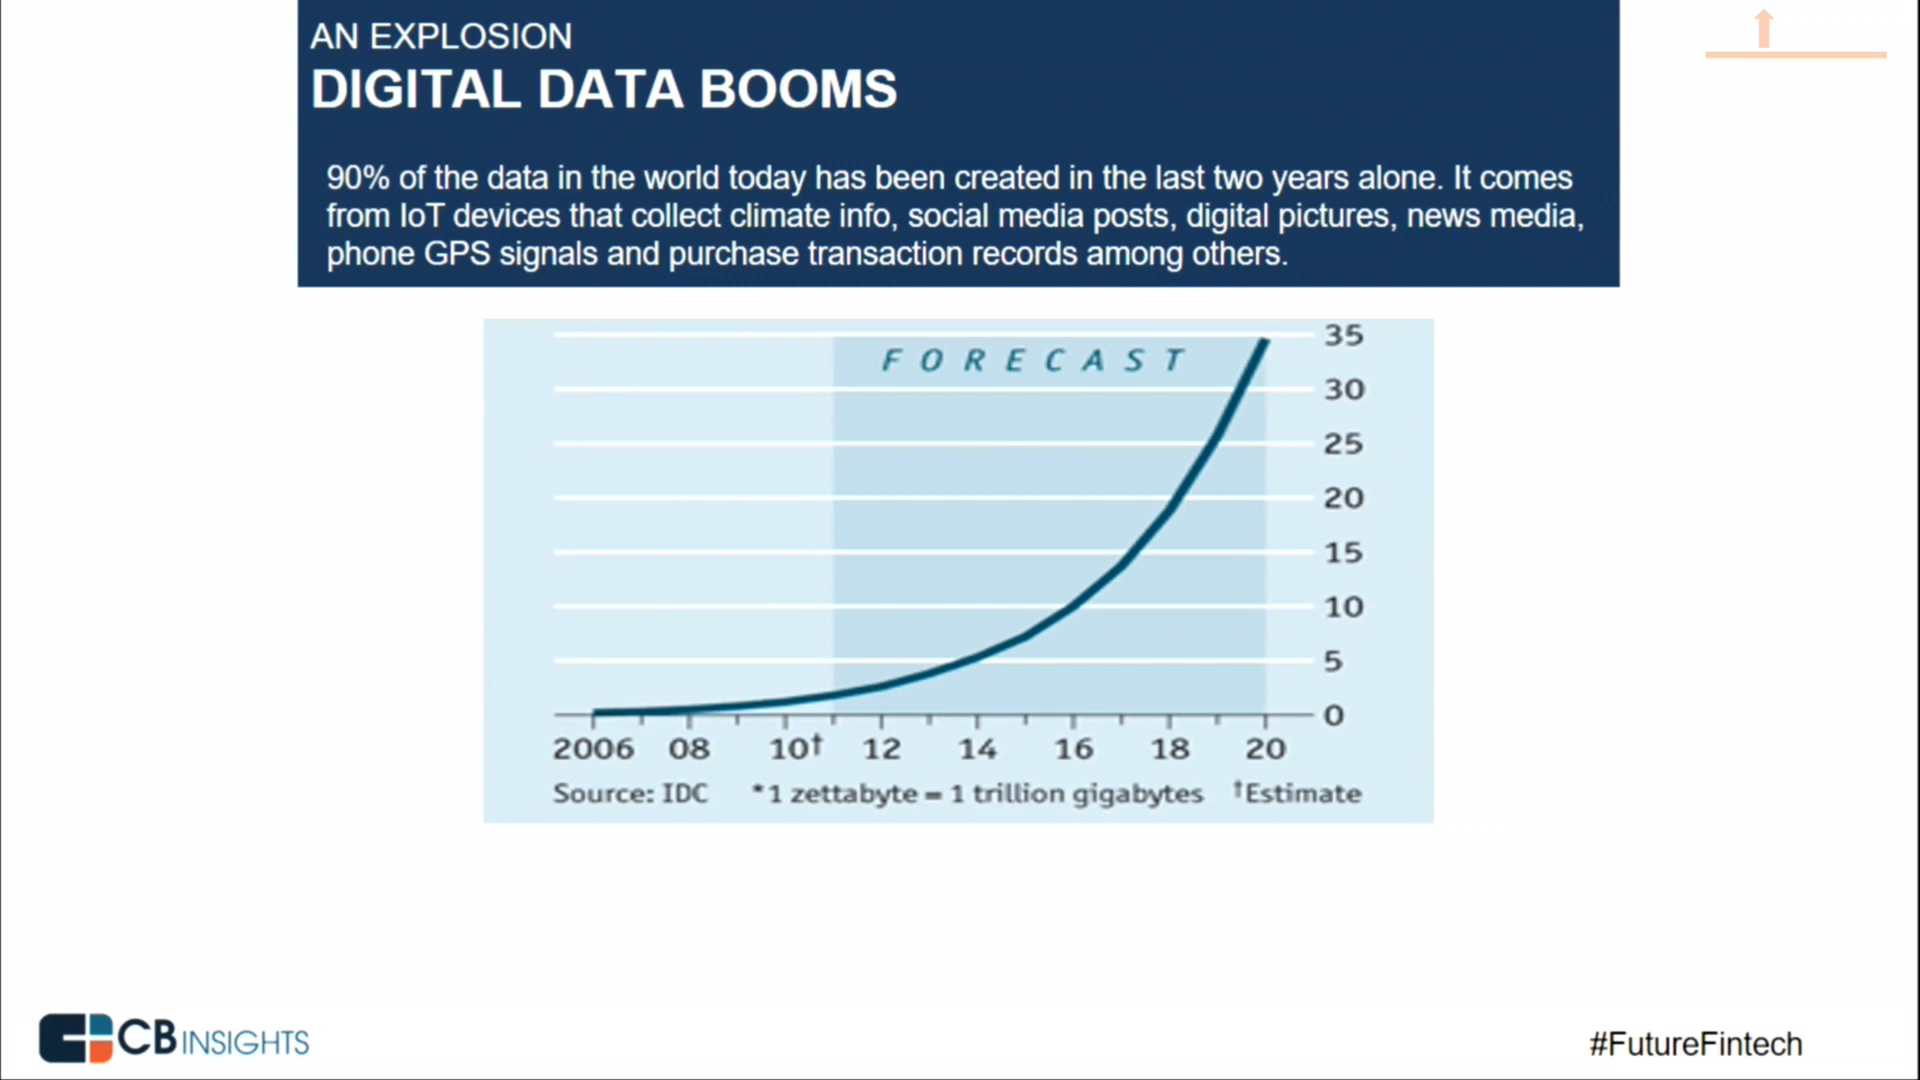 AN EXPLOSION
DIGITAL DATA BOOMS
90% of the data in the world today has been created in the last two years alone. It comes
from IoT devices that collect climate info, social media posts, digital pictures, news media,
phone GPS signals and purchase transaction records among others.
FORECAST
35
30
25
20
15
10
5
0
2006 08 10† 12 14 16 18 20
Source: IDC *1 zettabyte = 1 trillion gigabytes †Estimate
CBINSIGHTS
#FutureFintech